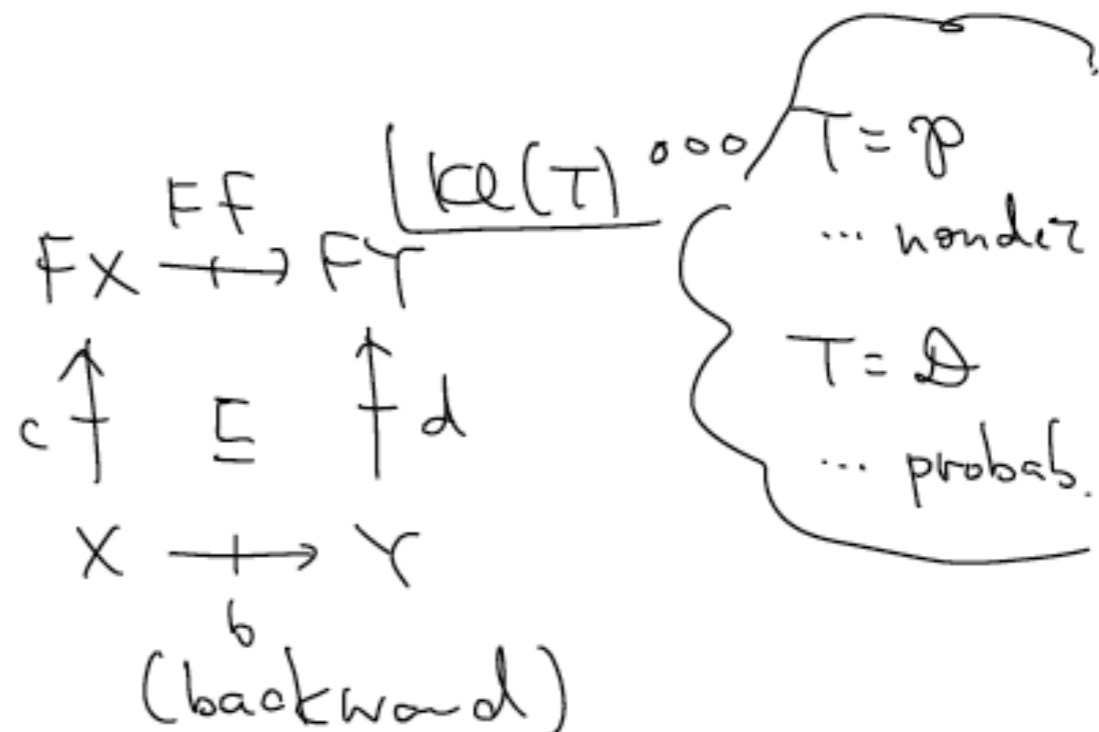 Kl(T)
T = P
... nondet
T = D
... probab.
Ff
FX ⇸ FY
c ⊑ d
X ⇸ Y
b
(backward)